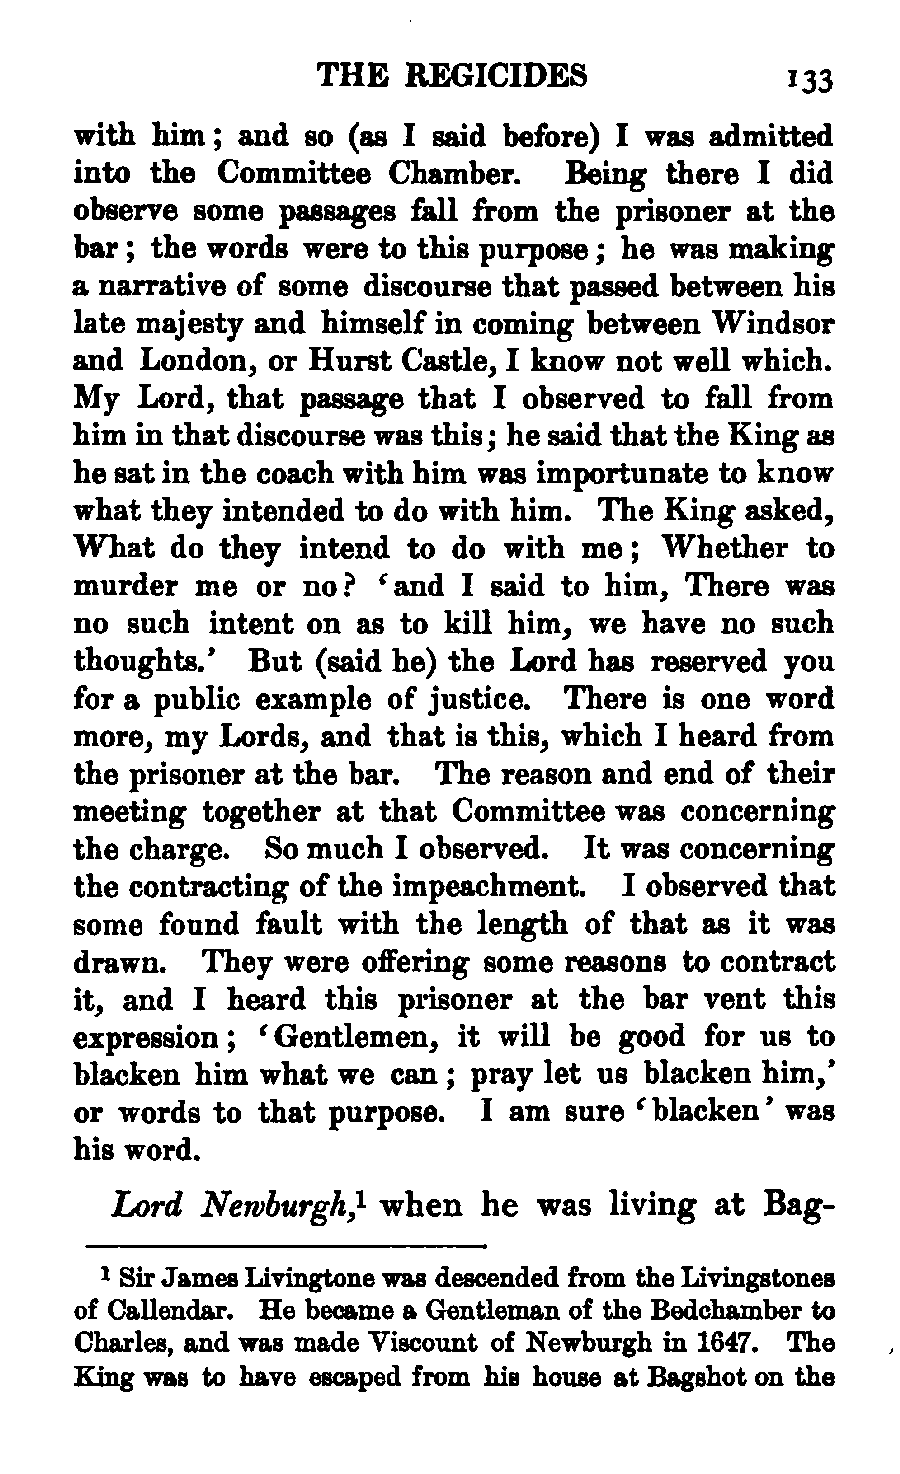 THE REGICIDES 133
with him ; and so (as I said before) I was admitted
into the Committee Chamber. Being there I did
observe some passages fall from the prisoner at the
bar ; the words were to this purpose ; he was making
a narrative of some discourse that passed between his
late majesty and himself in coming between Windsor
and London, or Hurst Castle, I know not well which.
My Lord, that passage that I observed to fall from
him in that discourse was this ; he said that the King as
he sat in the coach with him was importunate to know
what they intended to do with him. The King asked,
What do they intend to do with me ; Whether to
murder me or no ? ‘ and I said to him, There was
no such intent on as to kill him, we have no such
thoughts.’ But (said he) the Lord has reserved you
for a public example of justice. There is one word
more, my Lords, and that is this, which I heard from
the prisoner at the bar. The reason and end of their
meeting together at that Committee was concerning
the charge. So much I observed. It was concerning
the contracting of the impeachment. I observed that
some found fault with the length of that as it was
drawn. They were offering some reasons to contract
it, and I heard this prisoner at the bar vent this
expression ; ‘ Gentlemen, it will be good for us to
blacken him what we can ; pray let us blacken him,’
or words to that purpose. I am sure ‘ blacken ’ was
his word.
Lord Newburgh,¹ when he was living at Bag-
¹ Sir James Livingtone was descended from the Livingstones
of Callendar. He became a Gentleman of the Bedchamber to
Charles, and was made Viscount of Newburgh in 1647. The
King was to have escaped from his house at Bagshot on the